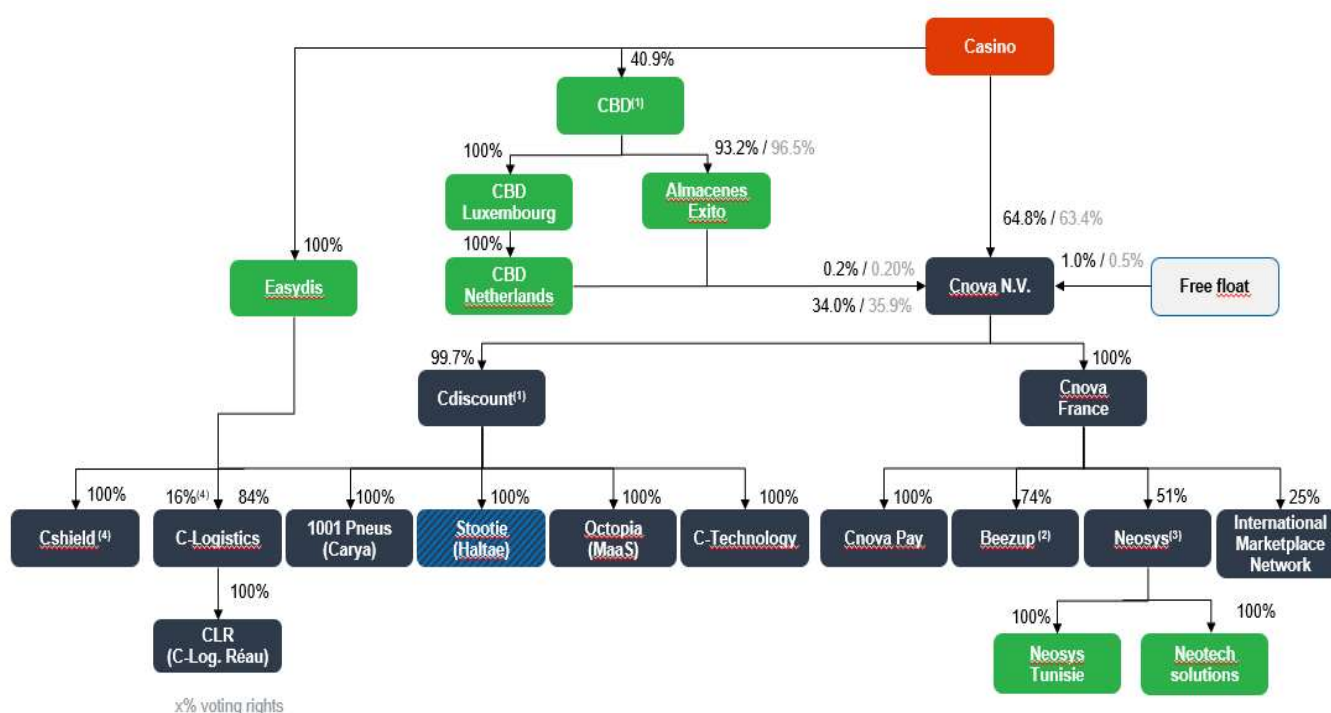 Casino
40.9%
CBD(1)
100%
93.2% / 96.5%
CBD
Luxembourg
Almacenes
Exito
64.8% / 63.4%
100%
100%
Easydis
CBD
Netherlands
0.2% / 0.20%
34.0% / 35.9%
Cnova N.V.
1.0% / 0.5%
Free float
99.7%
100%
Cdiscount(1)
Cnova
France
100%
16%(4)
84%
100%
100%
100%
100%
100%
74%
51%
25%
Cshield (4)
C-Logistics
1001 Pneus
(Carya)
Stootie
(Haltae)
Octopia
(MaaS)
C-Technology
Cnova Pay
Beezup (2)
Neosys(3)
International
Marketplace
Network
100%
CLR
(C-Log. Réau)
100%
100%
Neosys
Tunisie
Neotech
solutions
x% voting rights